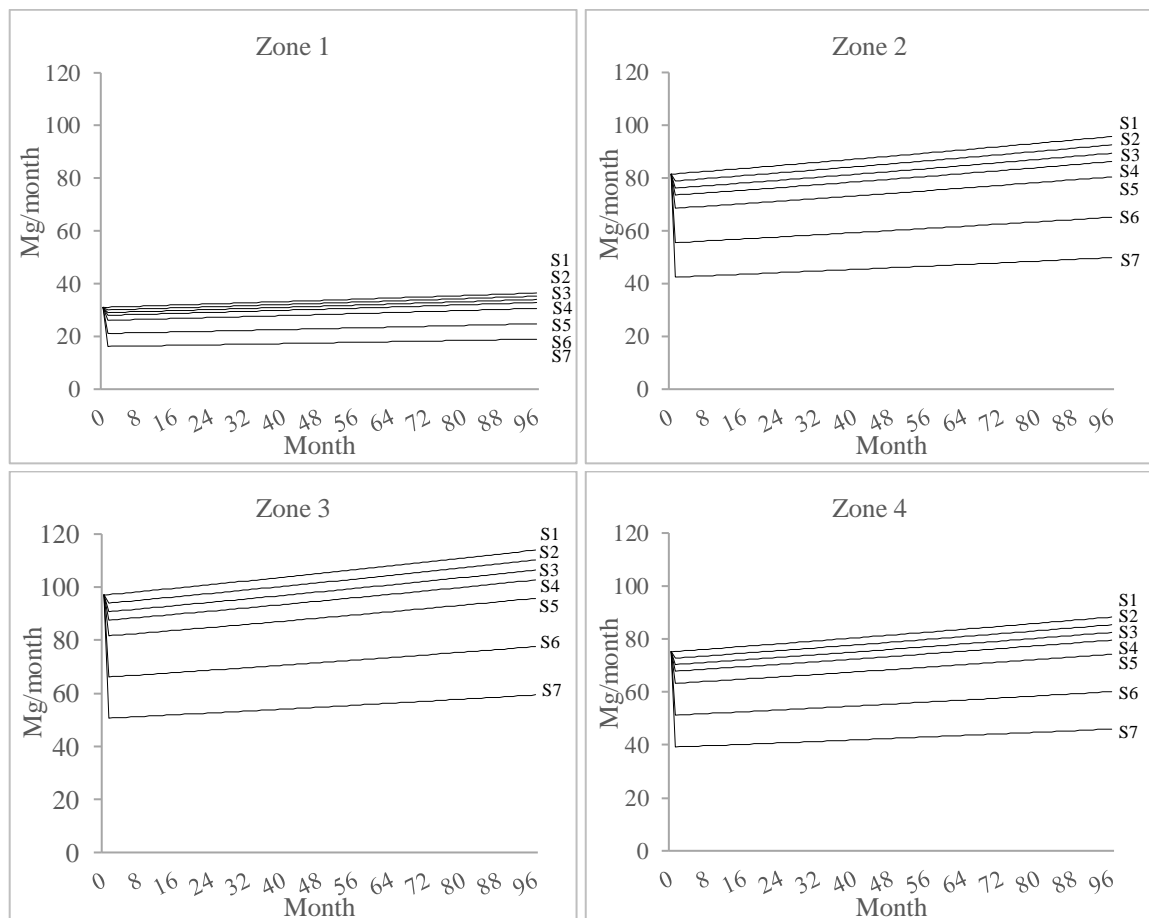 Zone 1
Mg/month
120
100
80
60
40
20
0
S1
S2
S3
S4
S5
S6
S7
0 8 16 24 32 40 48 56 64 72 80 88 96
Month
Zone 2
Mg/month
120
100
80
60
40
20
0
S1
S2
S3
S4
S5
S6
S7
0 8 16 24 32 40 48 56 64 72 80 88 96
Month
Zone 3
Mg/month
120
100
80
60
40
20
0
S1
S2
S3
S4
S5
S6
S7
0 8 16 24 32 40 48 56 64 72 80 88 96
Month
Zone 4
Mg/month
120
100
80
60
40
20
0
S1
S2
S3
S4
S5
S6
S7
0 8 16 24 32 40 48 56 64 72 80 88 96
Month